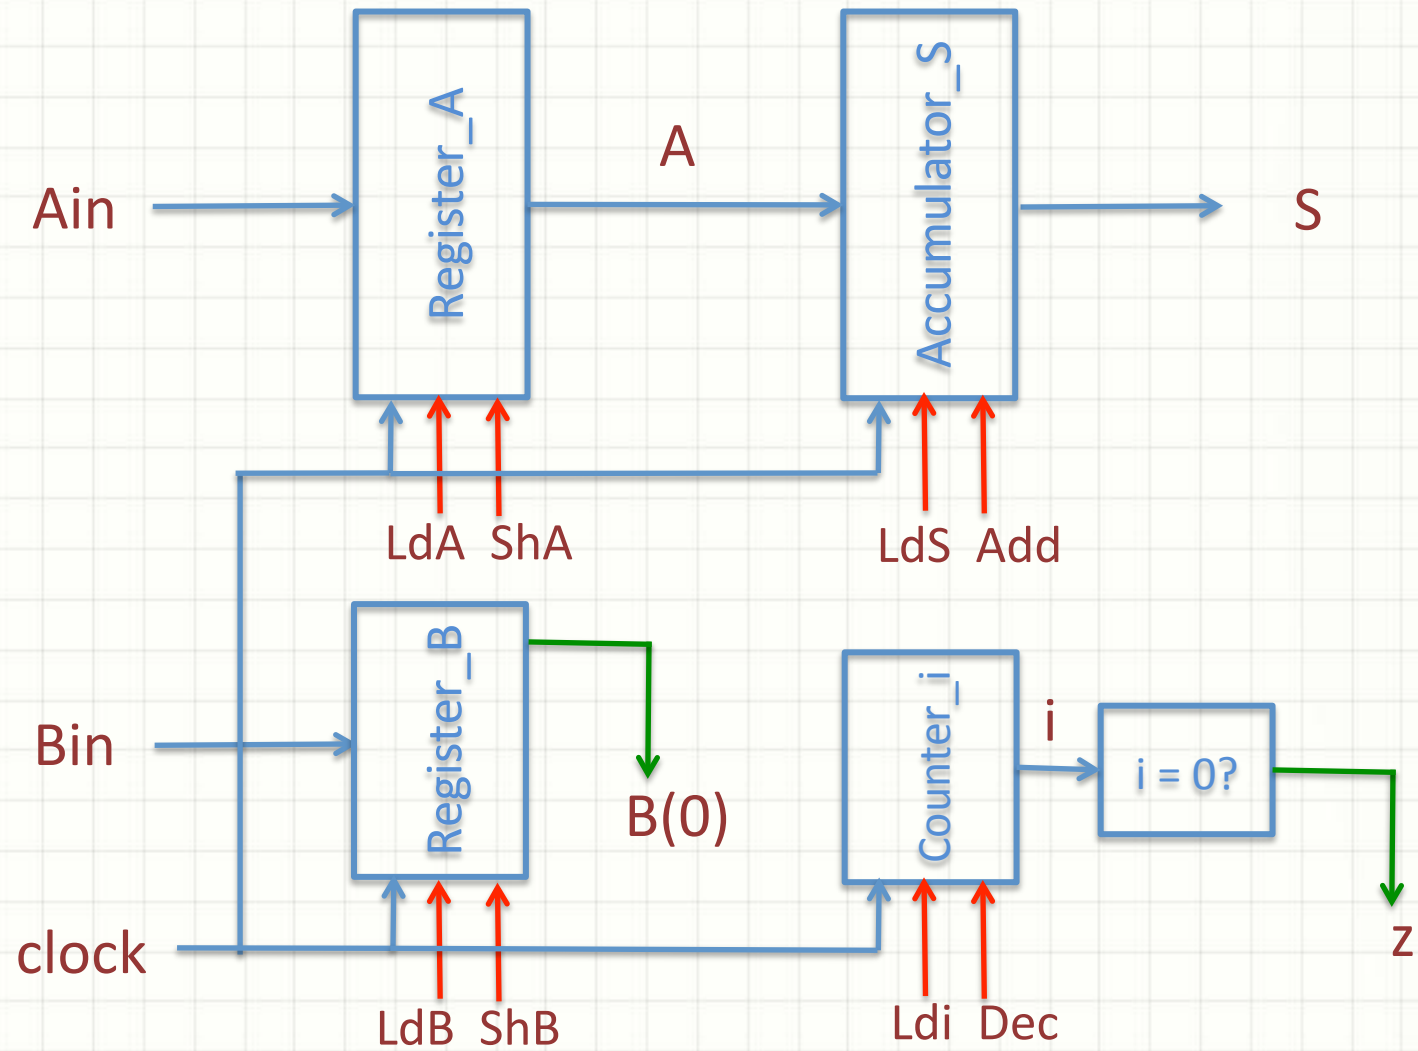 Register_A
Accumulator_S
A
Ain
S
LdA ShA
LdS Add
Register_B
Counter_i
i
Bin
i = 0?
B(0)
clock
z
LdB ShB
Ldi Dec